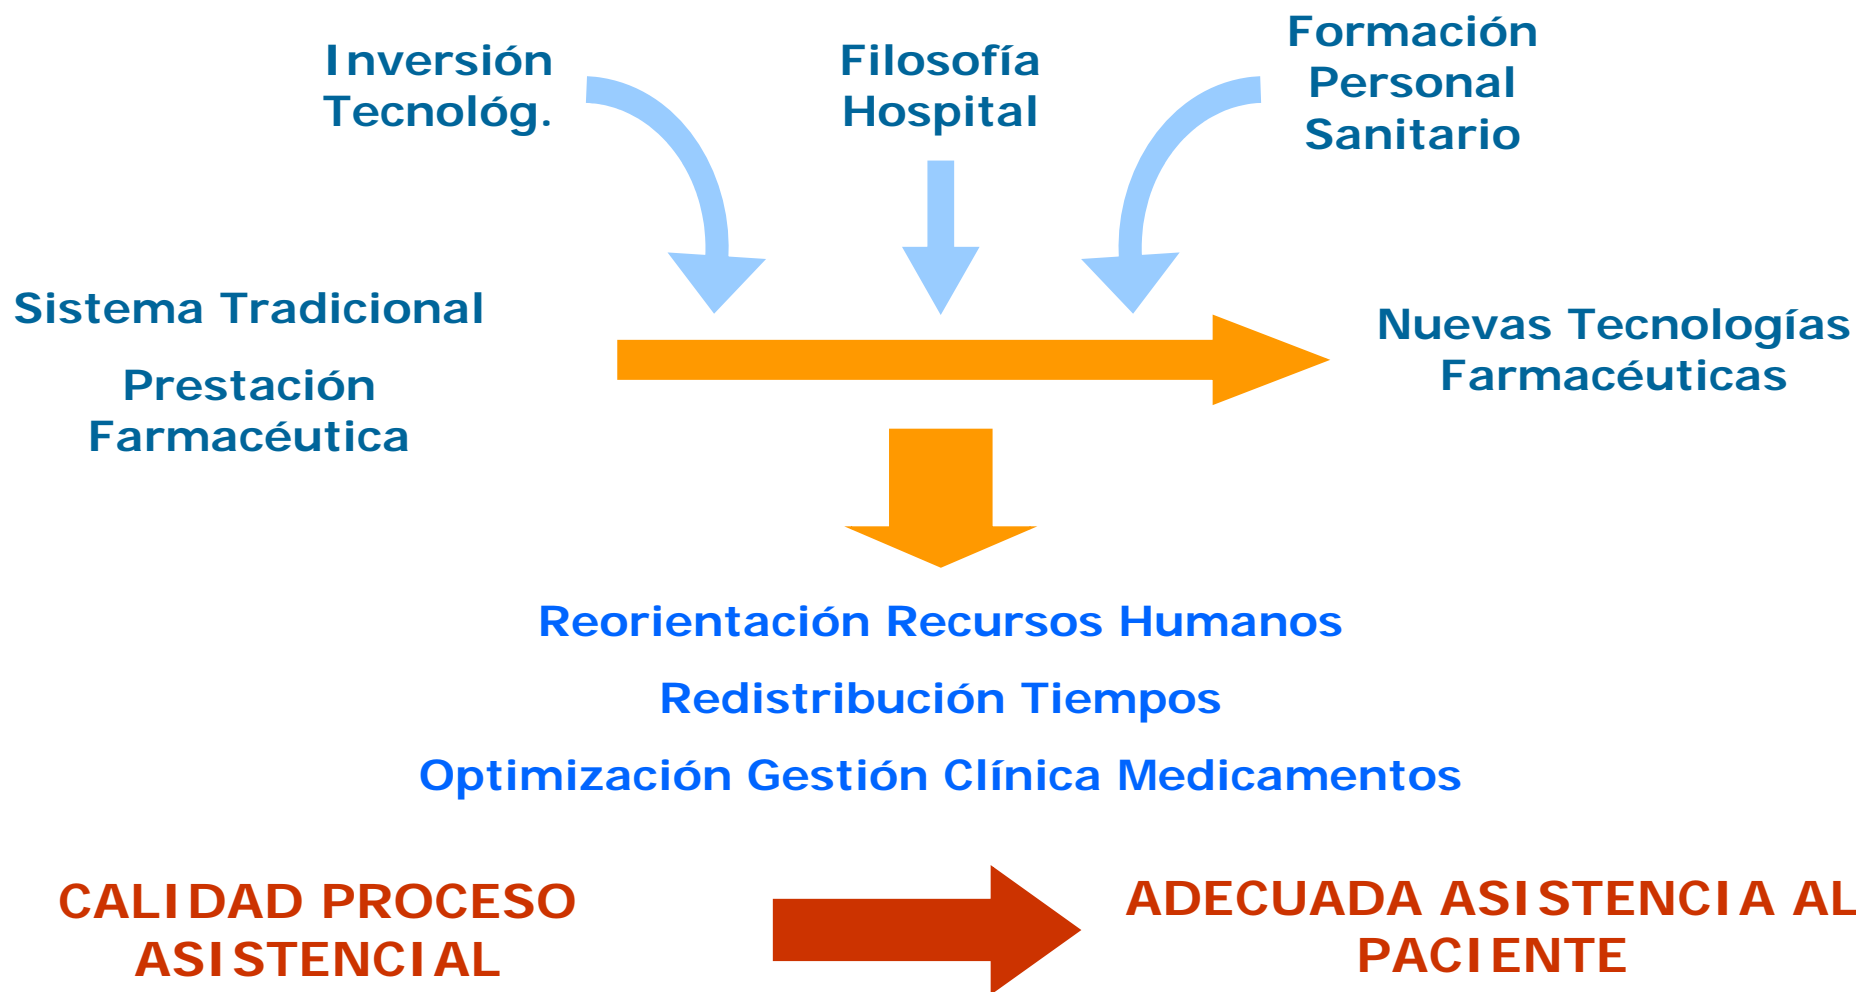 Inversión
Tecnológ.
Filosofía
Hospital
Formación
Personal
Sanitario
Sistema Tradicional
Prestación
Farmacéutica
Nuevas Tecnologías
Farmacéuticas
Reorientación Recursos Humanos
Redistribución Tiempos
Optimización Gestión Clínica Medicamentos
CALIDAD PROCESO
ASISTENCIAL
ADECUADA ASISTENCIA AL
PACIENTE